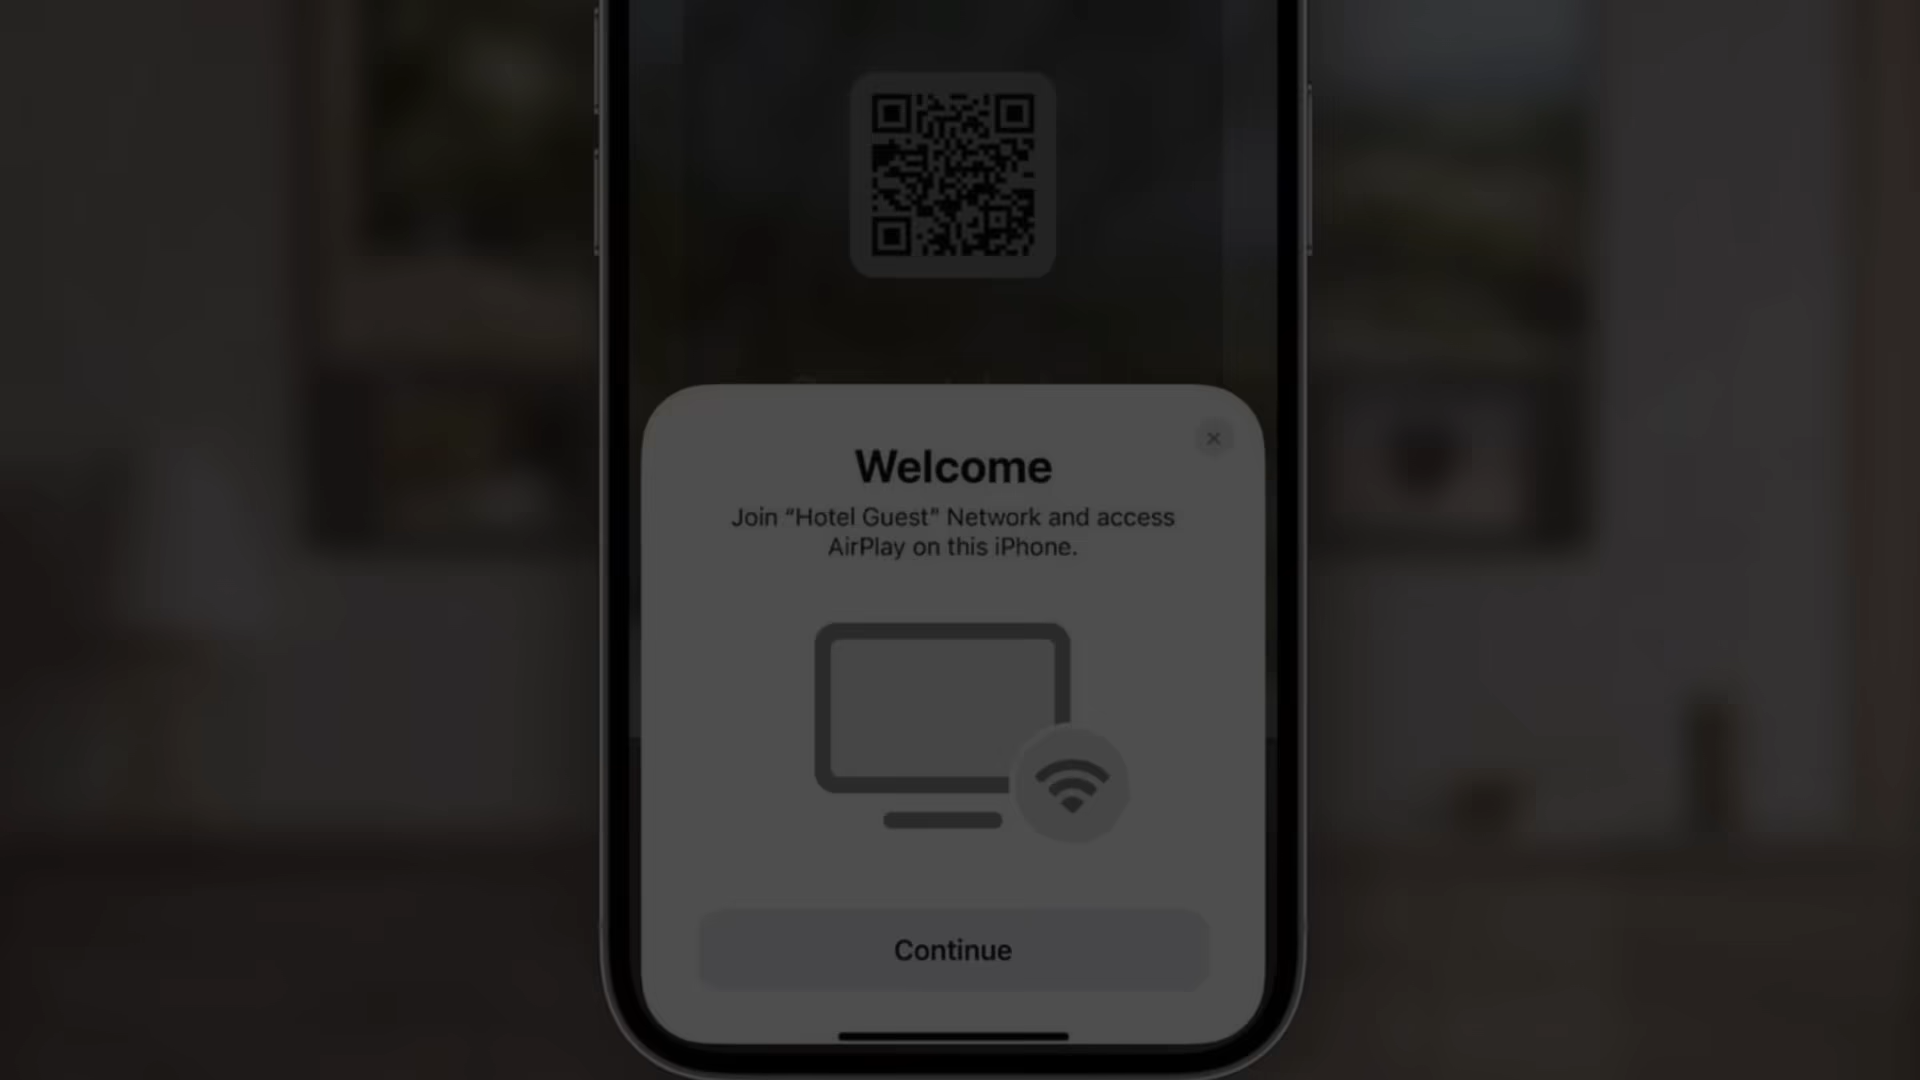 Welcome
Join “Hotel Guest” Network and access
AirPlay on this iPhone.
Continue